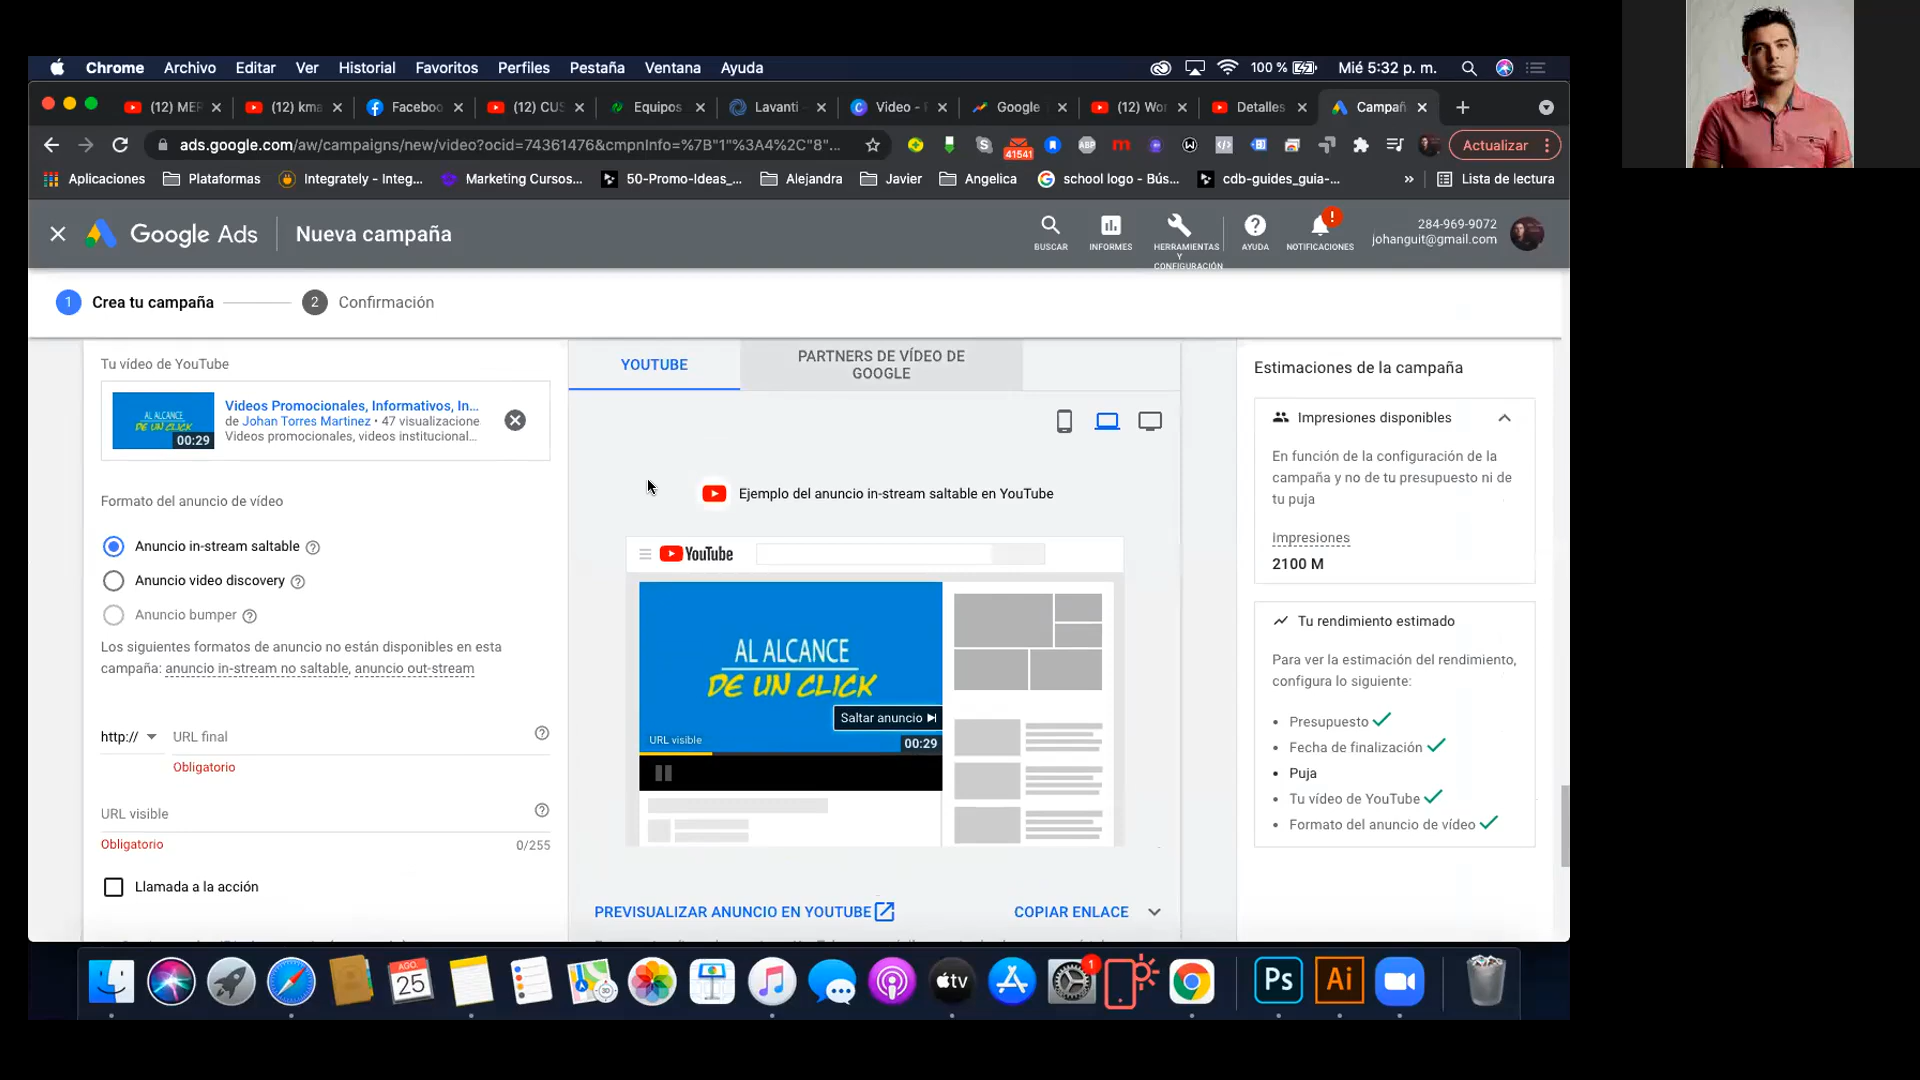 Chrome Archivo Editar Ver Historial Favoritos Perfiles Pestaña Ventana Ayuda 100 % Mié 5:32 p. m.
(12) MEP (12) kma Faceboo (12) CUS Equipos Lavanti - Video - F Google (12) Wor Detalles Campañ
ads.google.com/aw/campaigns/new/video?ocid=74361476&cmpnInfo=%7B"1"%3A4%2C"8"... 41541 ABP Actualizar
Aplicaciones Plataformas Integrately - Integ... Marketing Cursos... 50-Promo-Ideas_... Alejandra Javier Angelica school logo - Bús... cdb-guides_guia-... » Lista de lectura
Google Ads Nueva campaña
BUSCAR INFORMES HERRAMIENTAS Y CONFIGURACIÓN AYUDA NOTIFICACIONES
284-969-9072
johanguit@gmail.com
1 Crea tu campaña 2 Confirmación
Tu vídeo de YouTube
AL ALCANCE
DE UN CLICK
00:29
Videos Promocionales, Informativos, In...
de Johan Torres Martinez • 47 visualizacione
Videos promocionales, videos institucional...
Formato del anuncio de vídeo
Anuncio in-stream saltable
Anuncio video discovery
Anuncio bumper
Los siguientes formatos de anuncio no están disponibles en esta
campaña: anuncio in-stream no saltable, anuncio out-stream
http:// URL final
Obligatorio
URL visible
Obligatorio 0/255
Llamada a la acción
YOUTUBE
PARTNERS DE VÍDEO DE
GOOGLE
Ejemplo del anuncio in-stream saltable en YouTube
YouTube
AL ALCANCE
DE UN CLICK
Saltar anuncio
URL visible
00:29
PREVISUALIZAR ANUNCIO EN YOUTUBE
COPIAR ENLACE
Estimaciones de la campaña
Impresiones disponibles
En función de la configuración de la
campaña y no de tu presupuesto ni de
tu puja
Impresiones
2100 M
Tu rendimiento estimado
Para ver la estimación del rendimiento,
configura lo siguiente:
• Presupuesto
• Fecha de finalización
• Puja
• Tu vídeo de YouTube
• Formato del anuncio de vídeo
AGO.
25
tv
1
Ps
Ai